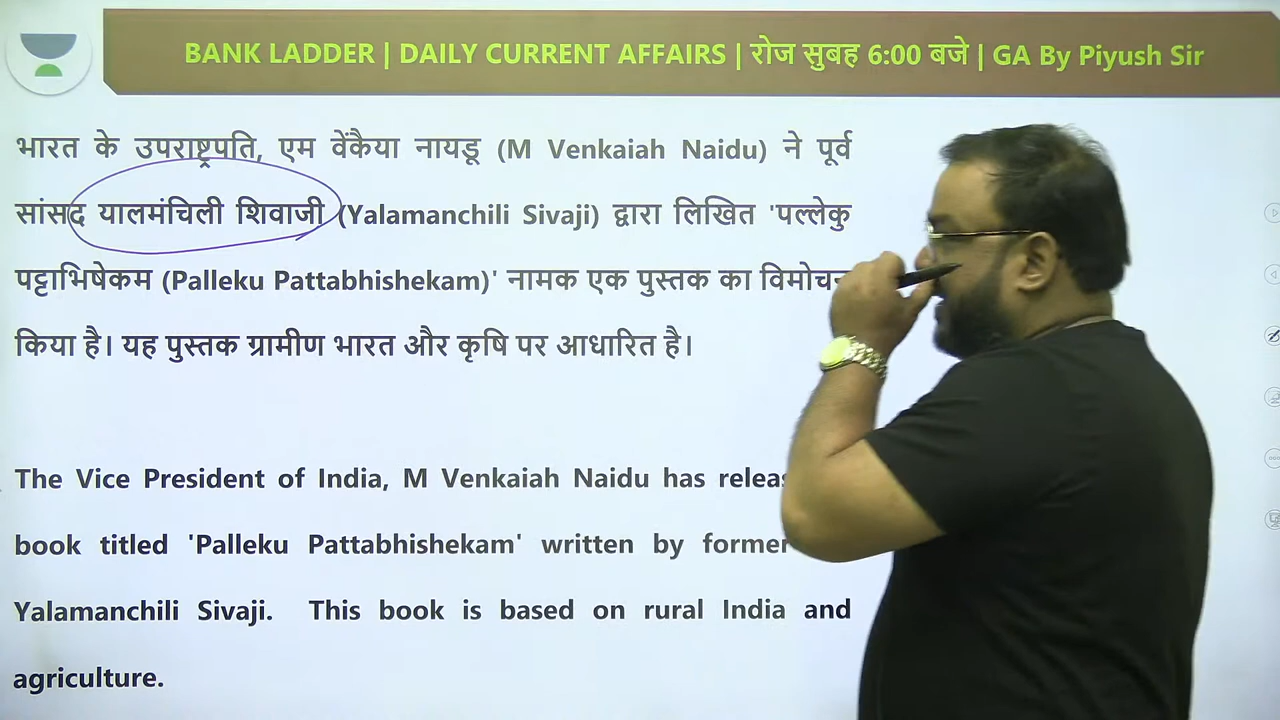 BANK LADDER | DAILY CURRENT AFFAIRS | रोज सुबह 6:00 बजे | GA By Piyush Sir
भारत के उपराष्ट्रपति, एम वेंकैया नायडू (M Venkaiah Naidu) ने पूर्व
सांसद यालमंचिली शिवाजी (Yalamanchili Sivaji) द्वारा लिखित 'पल्लेकु
पट्टाभिषेकम (Palleku Pattabhishekam)' नामक एक पुस्तक का विमोचन
किया है। यह पुस्तक ग्रामीण भारत और कृषि पर आधारित है।
The Vice President of India, M Venkaiah Naidu has releas
book titled 'Palleku Pattabhishekam' written by former
Yalamanchili Sivaji. This book is based on rural India and
agriculture.